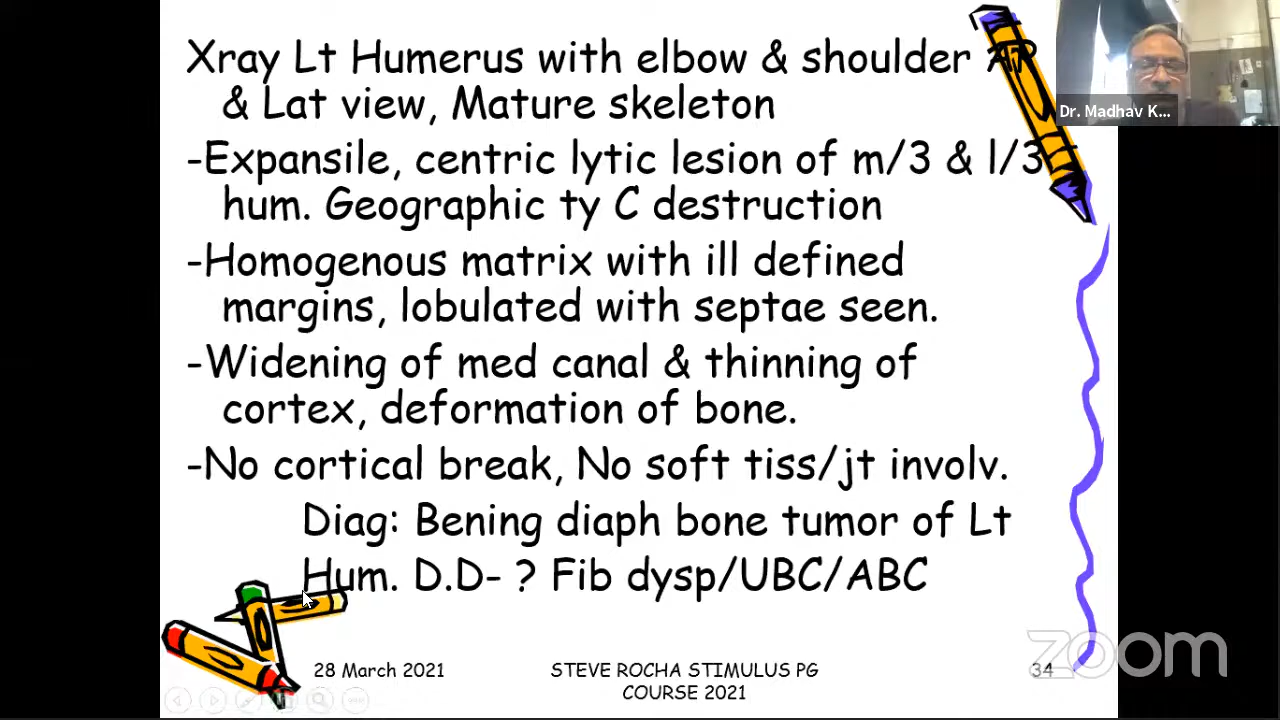 Xray Lt Humerus with elbow & shoulder AP
& Lat view, Mature skeleton
-Expansile, centric lytic lesion of m/3 & l/3
hum. Geographic ty C destruction
-Homogenous matrix with ill defined
margins, lobulated with septae seen.
-Widening of med canal & thinning of
cortex, deformation of bone.
-No cortical break, No soft tiss/jt involv.
Diag: Bening diaph bone tumor of Lt
Hum. D.D- ? Fib dysp/UBC/ABC
28 March 2021
STEVE ROCHA STIMULUS PG
COURSE 2021
34
Dr. Madhav K...
zoom